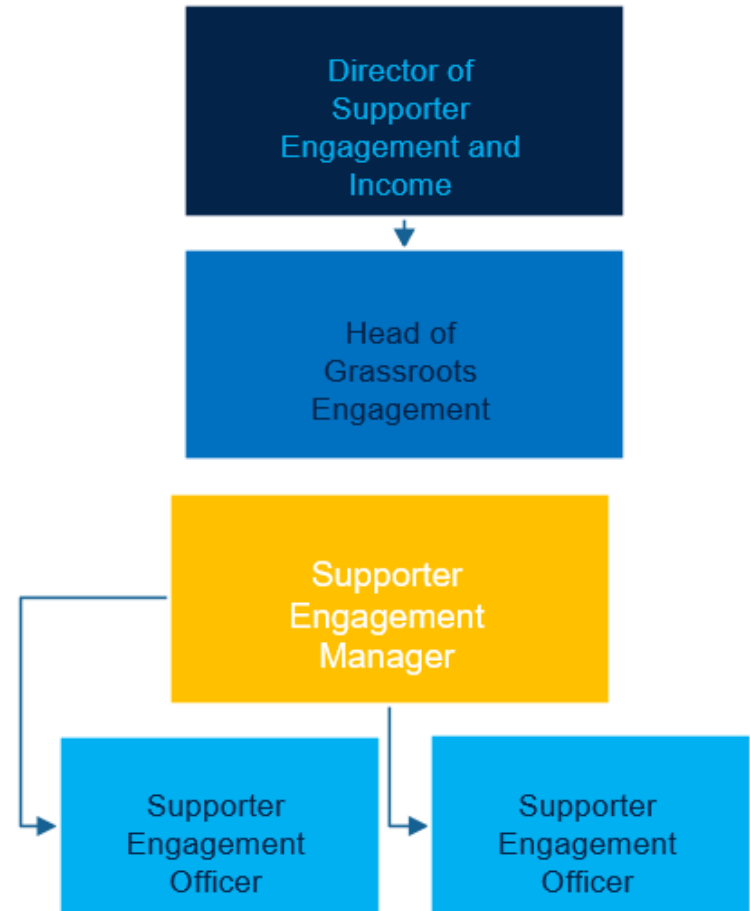 Director of
Supporter
Engagement and
Income
Head of
Grassroots
Engagement
Supporter
Engagement
Manager
Supporter
Engagement
Officer
Supporter
Engagement
Officer